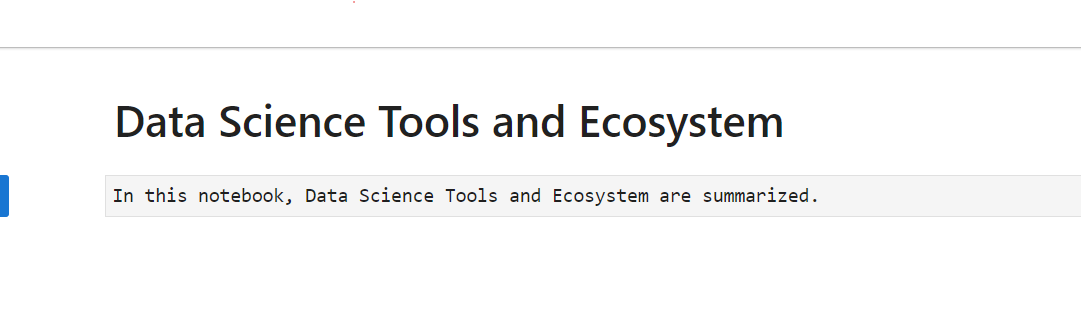 Data Science Tools and Ecosystem
In this notebook, Data Science Tools and Ecosystem are summarized.